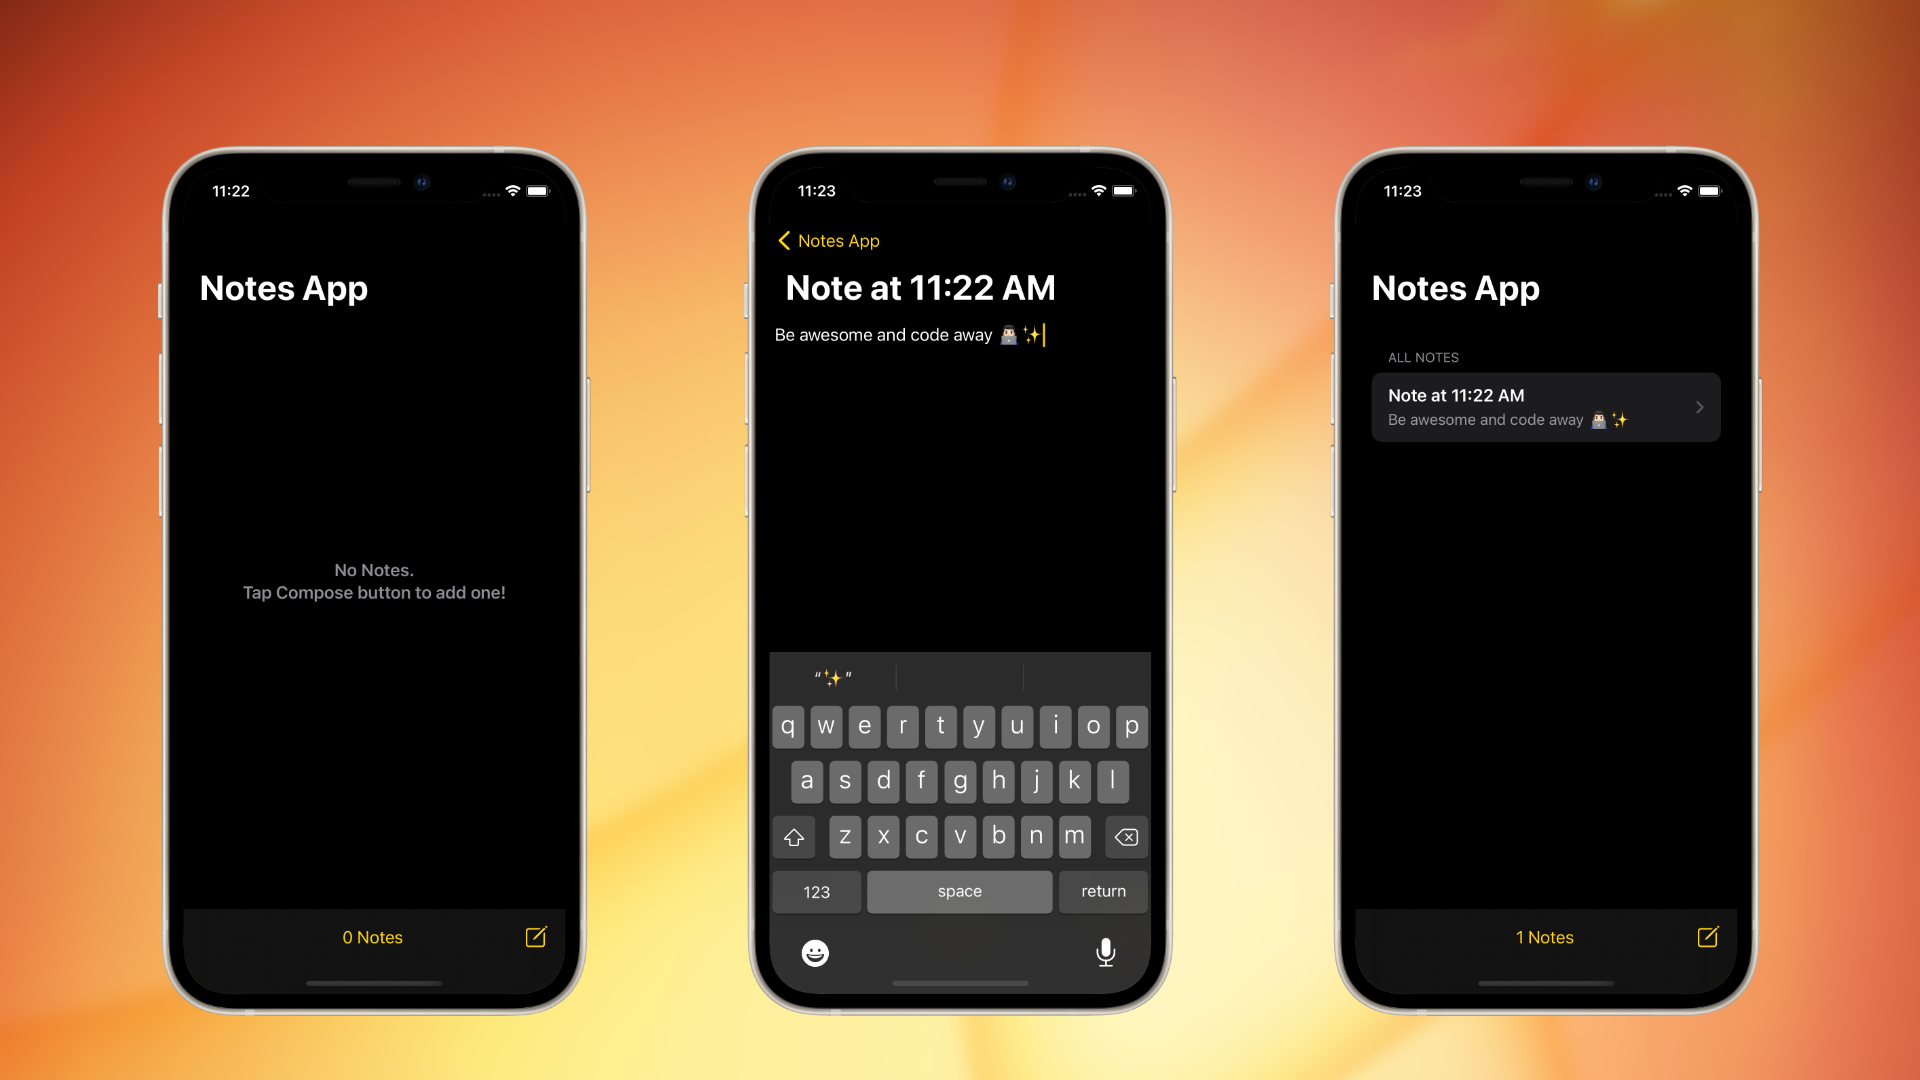 11:22
Notes App
No Notes.
Tap Compose button to add one!
0 Notes
11:23
Notes App
Note at 11:22 AM
Be awesome and code away 👨🏻‍💻✨
“✨”
q w e r t y u i o p
a s d f g h j k l
z x c v b n m
123 space return
11:23
Notes App
ALL NOTES
Note at 11:22 AM
Be awesome and code away 👨🏻‍💻✨
1 Notes